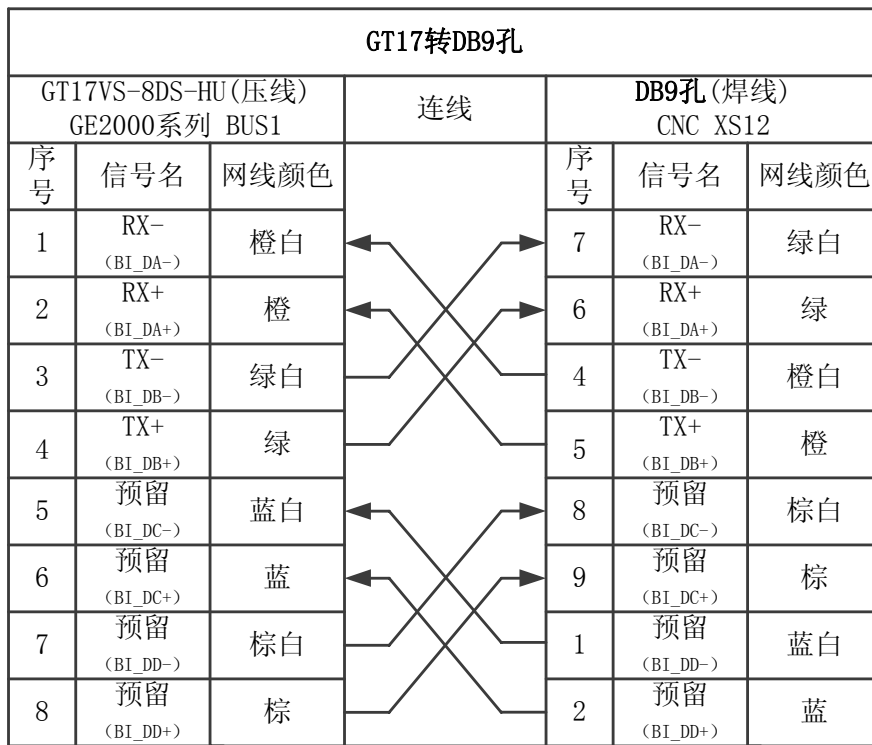 GT17转DB9孔
GT17VS-8DS-HU(压线)
GE2000系列 BUS1
连线
DB9孔(焊线)
CNC XS12
序号 信号名 网线颜色 序号 信号名 网线颜色
1 RX- 橙白 7 RX- 绿白
(BI_DA-) (BI_DA-)
2 RX+ 橙 6 RX+ 绿
(BI_DA+) (BI_DA+)
3 TX- 绿白 4 TX- 橙白
(BI_DB-) (BI_DB-)
4 TX+ 绿 5 TX+ 橙
(BI_DB+) (BI_DB+)
5 预留 蓝白 8 预留 棕白
(BI_DC-) (BI_DC-)
6 预留 蓝 9 预留 棕
(BI_DC+) (BI_DC+)
7 预留 棕白 1 预留 蓝白
(BI_DD-) (BI_DD-)
8 预留 棕 2 预留 蓝
(BI_DD+) (BI_DD+)